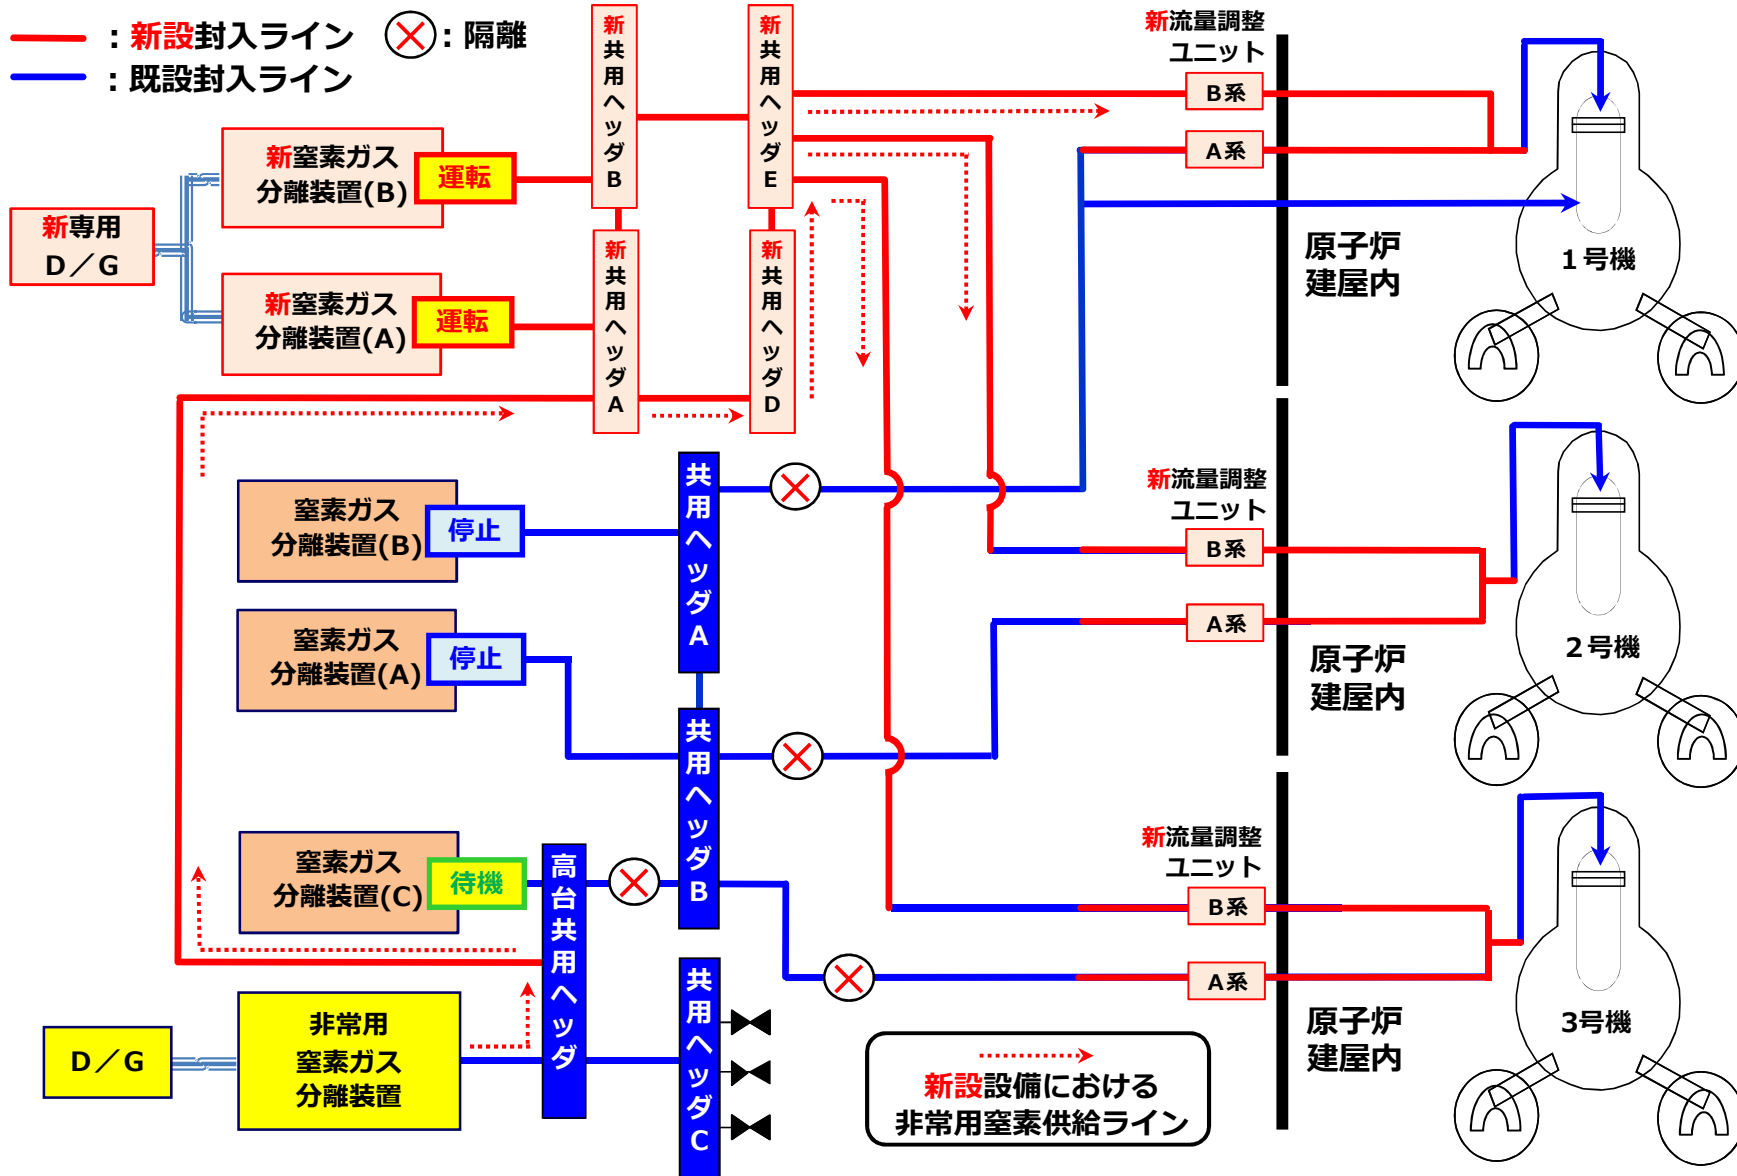 ：新設封入ライン
：隔離
：既設封入ライン
新専用
D／G
新窒素ガス
分離装置(B)
運転
新窒素ガス
分離装置(A)
運転
新共用ヘッダB
新共用ヘッダE
新共用ヘッダA
新共用ヘッダD
新流量調整
ユニット
B系
A系
原子炉
建屋内
1号機
窒素ガス
分離装置(B)
停止
窒素ガス
分離装置(A)
停止
共用ヘッダA
共用ヘッダB
新流量調整
ユニット
B系
A系
原子炉
建屋内
2号機
窒素ガス
分離装置(C)
待機
高台共用ヘッダ
共用ヘッダC
新流量調整
ユニット
B系
A系
原子炉
建屋内
3号機
D／G
非常用
窒素ガス
分離装置
新設設備における
非常用窒素供給ライン